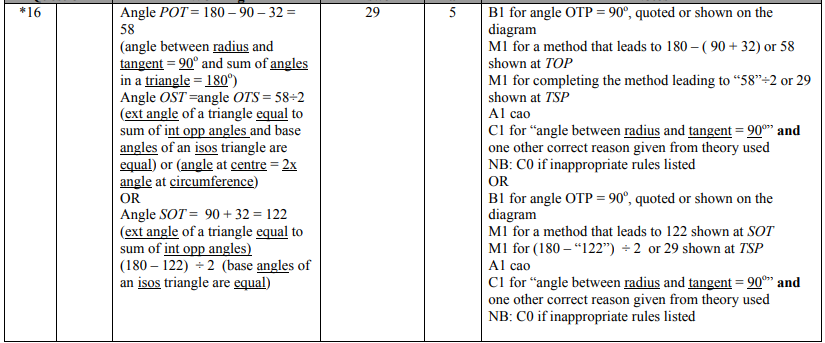 *16
Angle POT = 180 – 90 – 32 =
58
(angle between radius and
tangent = 90° and sum of angles
in a triangle = 180°)
Angle OST =angle OTS = 58÷2
(ext angle of a triangle equal to
sum of int opp angles and base
angles of an isos triangle are
equal) or (angle at centre = 2x
angle at circumference)
OR
Angle SOT = 90 + 32 = 122
(ext angle of a triangle equal to
sum of int opp angles)
(180 – 122) ÷ 2 (base angles of
an isos triangle are equal)
29
5
B1 for angle OTP = 90°, quoted or shown on the
diagram
M1 for a method that leads to 180 – ( 90 + 32) or 58
shown at TOP
M1 for completing the method leading to “58”÷2 or 29
shown at TSP
A1 cao
C1 for “angle between radius and tangent = 90°” and
one other correct reason given from theory used
NB: C0 if inappropriate rules listed
OR
B1 for angle OTP = 90°, quoted or shown on the
diagram
M1 for a method that leads to 122 shown at SOT
M1 for (180 – “122”) ÷ 2 or 29 shown at TSP
A1 cao
C1 for “angle between radius and tangent = 90°” and
one other correct reason given from theory used
NB: C0 if inappropriate rules listed